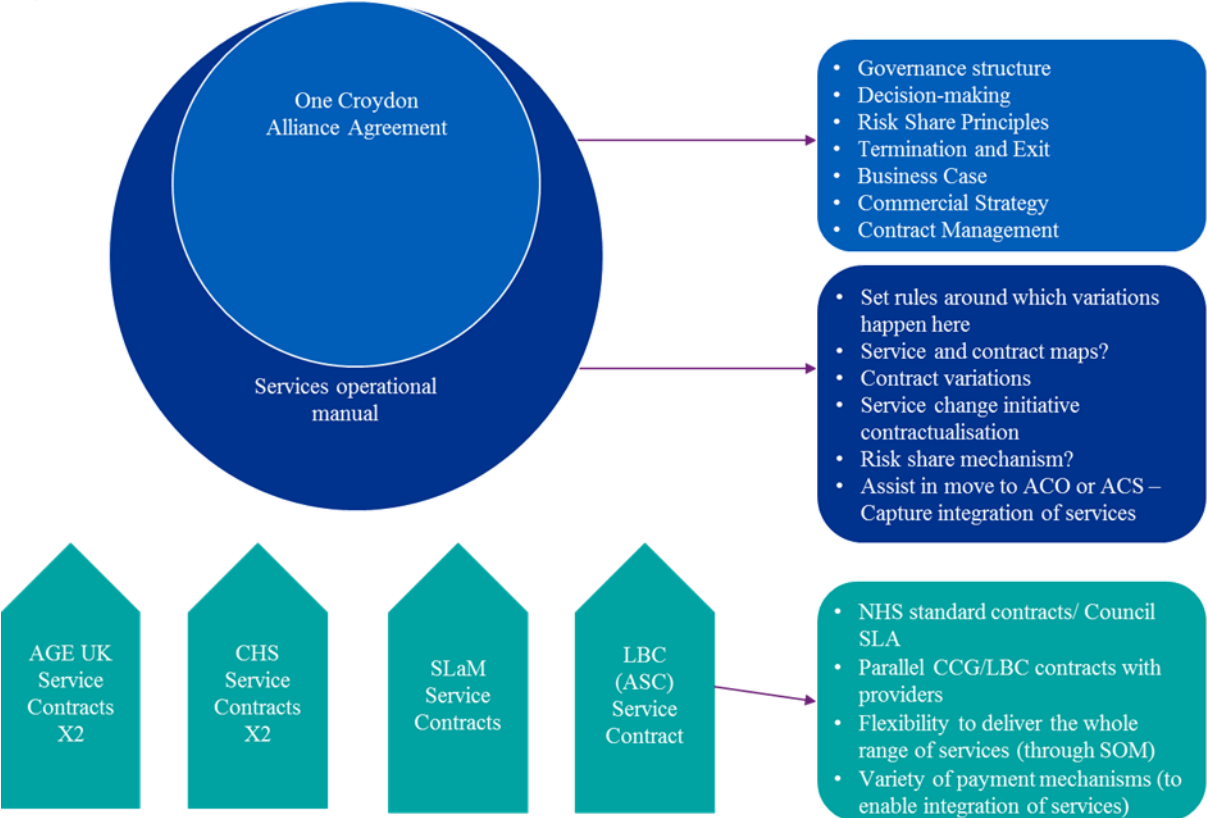 One Croydon
Alliance Agreement
Services operational
manual
• Governance structure
• Decision-making
• Risk Share Principles
• Termination and Exit
• Business Case
• Commercial Strategy
• Contract Management
• Set rules around which variations
happen here
• Service and contract maps?
• Contract variations
• Service change initiative
contractualisation
• Risk share mechanism?
• Assist in move to ACO or ACS –
Capture integration of services
AGE UK
Service
Contracts
X2
CHS
Service
Contracts
X2
SLaM
Service
Contracts
LBC
(ASC)
Service
Contract
• NHS standard contracts/ Council
SLA
• Parallel CCG/LBC contracts with
providers
• Flexibility to deliver the whole
range of services (through SOM)
• Variety of payment mechanisms (to
enable integration of services)